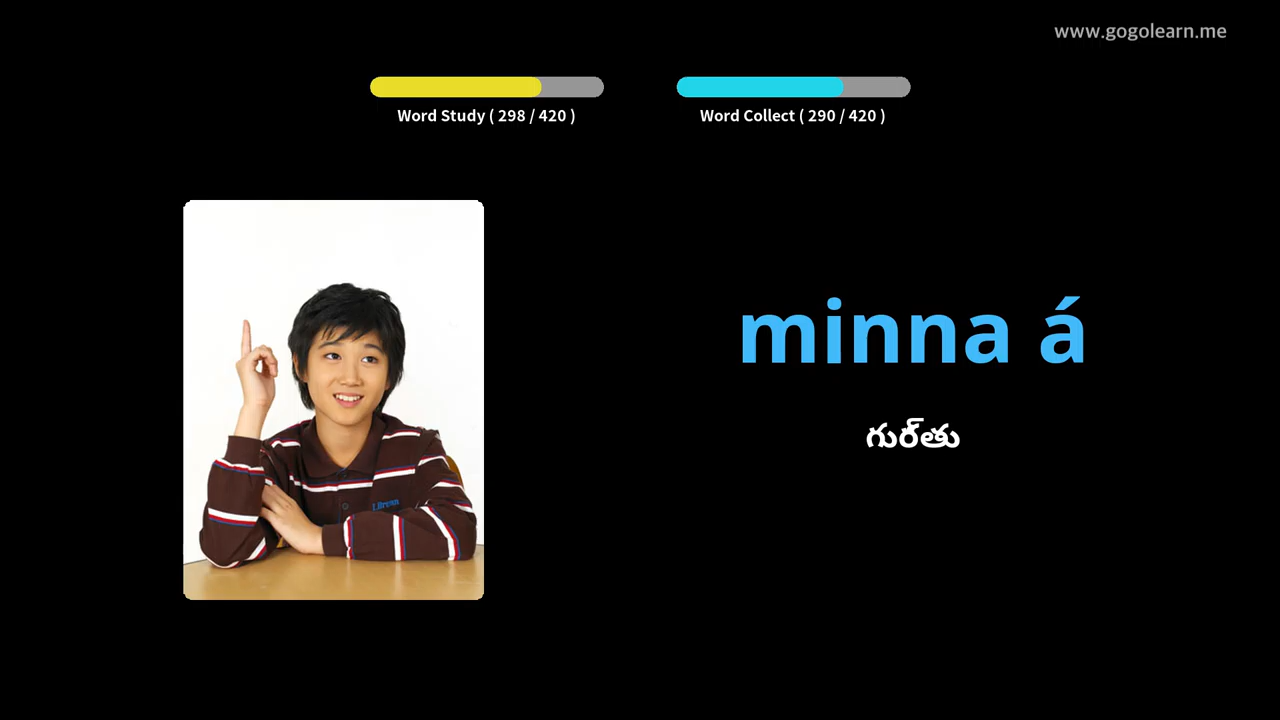 www.gogolearn.me
Word Study ( 298 / 420 )
Word Collect ( 290 / 420 )
minna á
గుర్తు